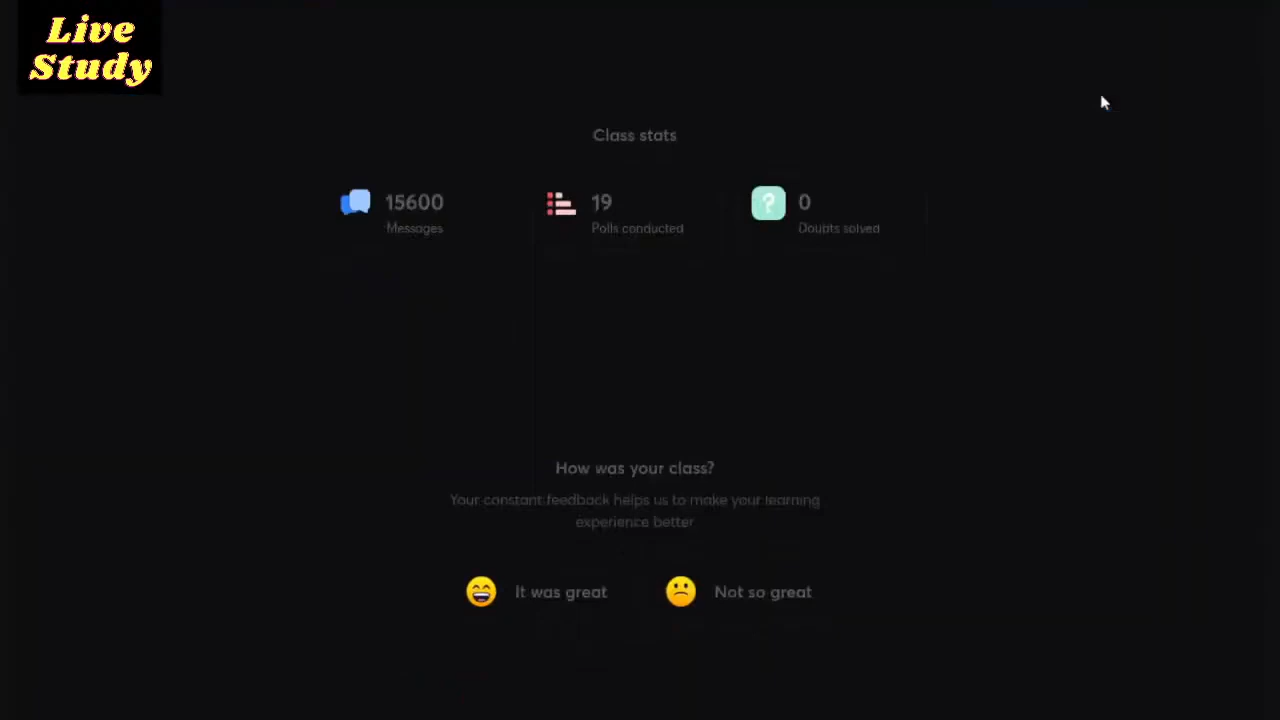 Live
Study
Class stats
15600
Messages
19
Polls conducted
?
0
Doubts solved
How was your class?
Your constant feedback helps us to make your learning
experience better
It was great
Not so great